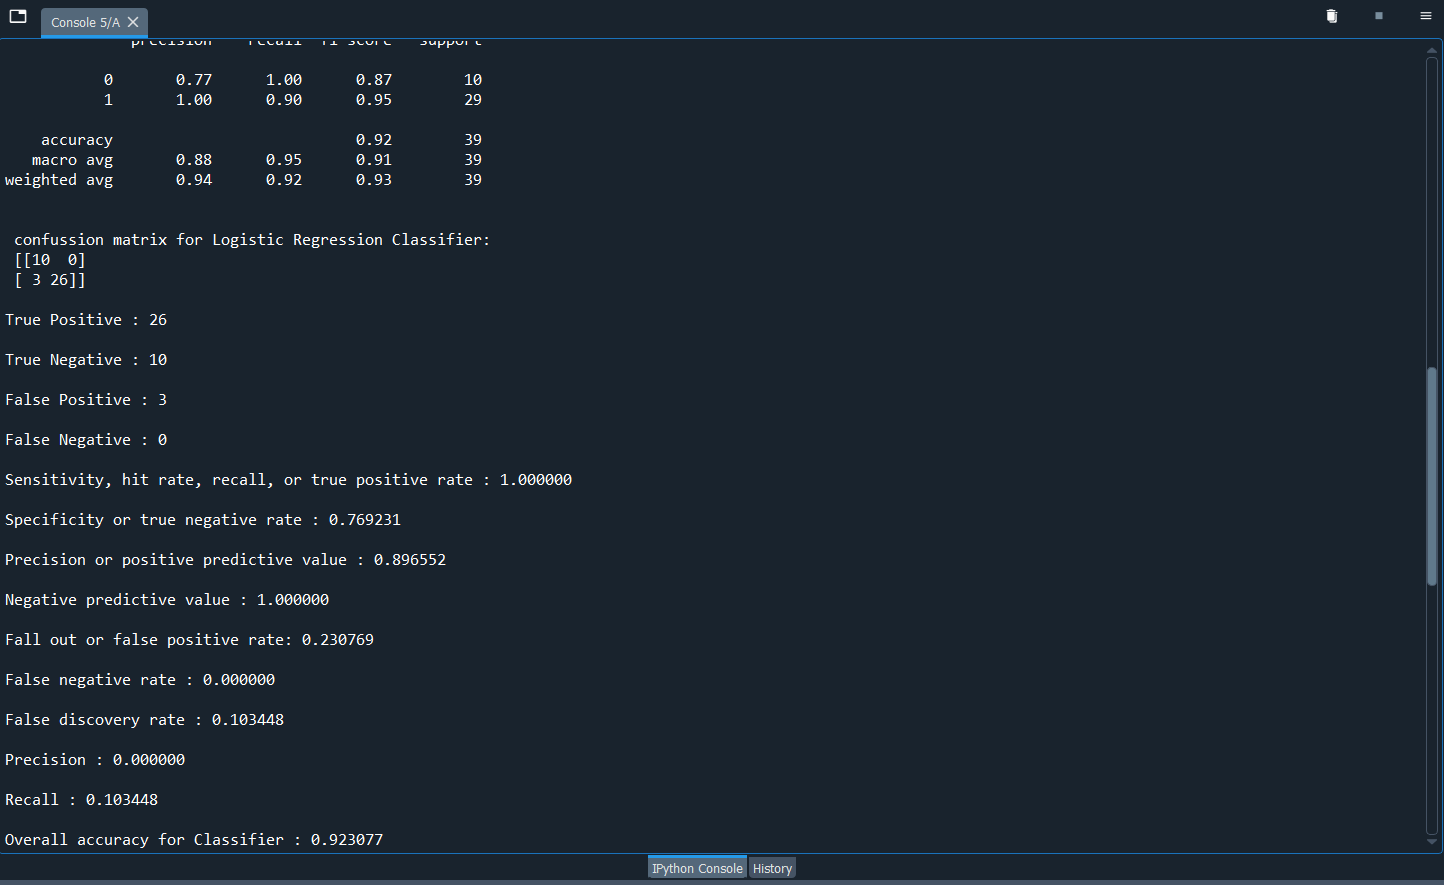 Console 5/A
precision recall f1-score support
0 0.77 1.00 0.87 10
1 1.00 0.90 0.95 29
accuracy 0.92 39
macro avg 0.88 0.95 0.91 39
weighted avg 0.94 0.92 0.93 39
confussion matrix for Logistic Regression Classifier:
[[10  0]
[ 3 26]]
True Positive : 26
True Negative : 10
False Positive : 3
False Negative : 0
Sensitivity, hit rate, recall, or true positive rate : 1.000000
Specificity or true negative rate : 0.769231
Precision or positive predictive value : 0.896552
Negative predictive value : 1.000000
Fall out or false positive rate: 0.230769
False negative rate : 0.000000
False discovery rate : 0.103448
Precision : 0.000000
Recall : 0.103448
Overall accuracy for Classifier : 0.923077
IPython Console History